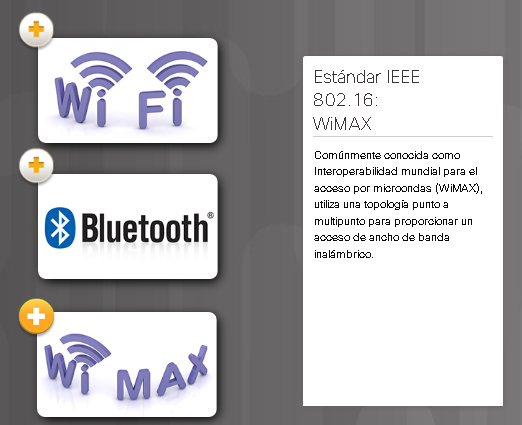 Wi Fi
Bluetooth®
Wi MAX
Estándar IEEE
802.16:
WiMAX
Comúnmente conocida como
Interoperabilidad mundial para el
acceso por microondas (WiMAX),
utiliza una topología punto a
multipunto para proporcionar un
acceso de ancho de banda
inalámbrico.